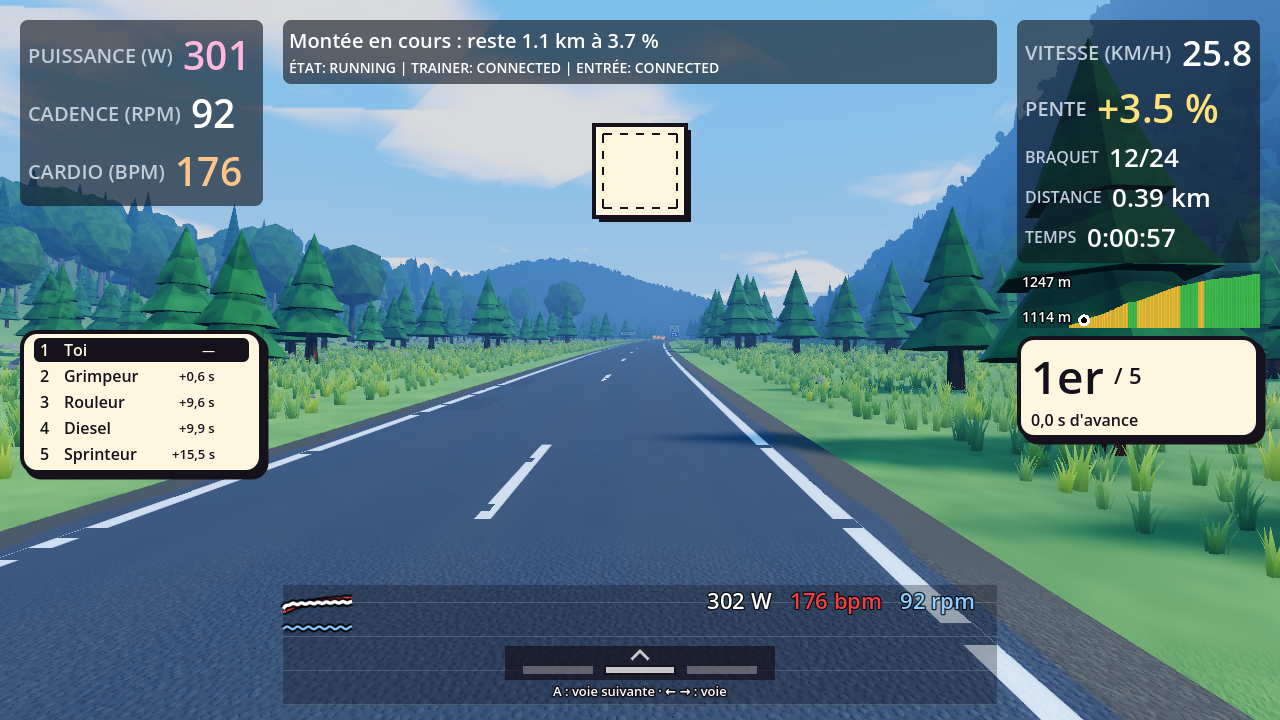 PUISSANCE (W) 301
CADENCE (RPM) 92
CARDIO (BPM) 176
Montée en cours : reste 1.1 km à 3.7 %
ÉTAT: RUNNING | TRAINER: CONNECTED | ENTRÉE: CONNECTED
VITESSE (KM/H) 25.8
PENTE +3.5 %
BRAQUET 12/24
DISTANCE 0.39 km
TEMPS 0:00:57
1247 m
1114 m
1 Toi —
2 Grimpeur +0,6 s
3 Rouleur +9,6 s
4 Diesel +9,9 s
5 Sprinteur +15,5 s
1er / 5
0,0 s d'avance
302 W 176 bpm 92 rpm
A : voie suivante · ← → : voie